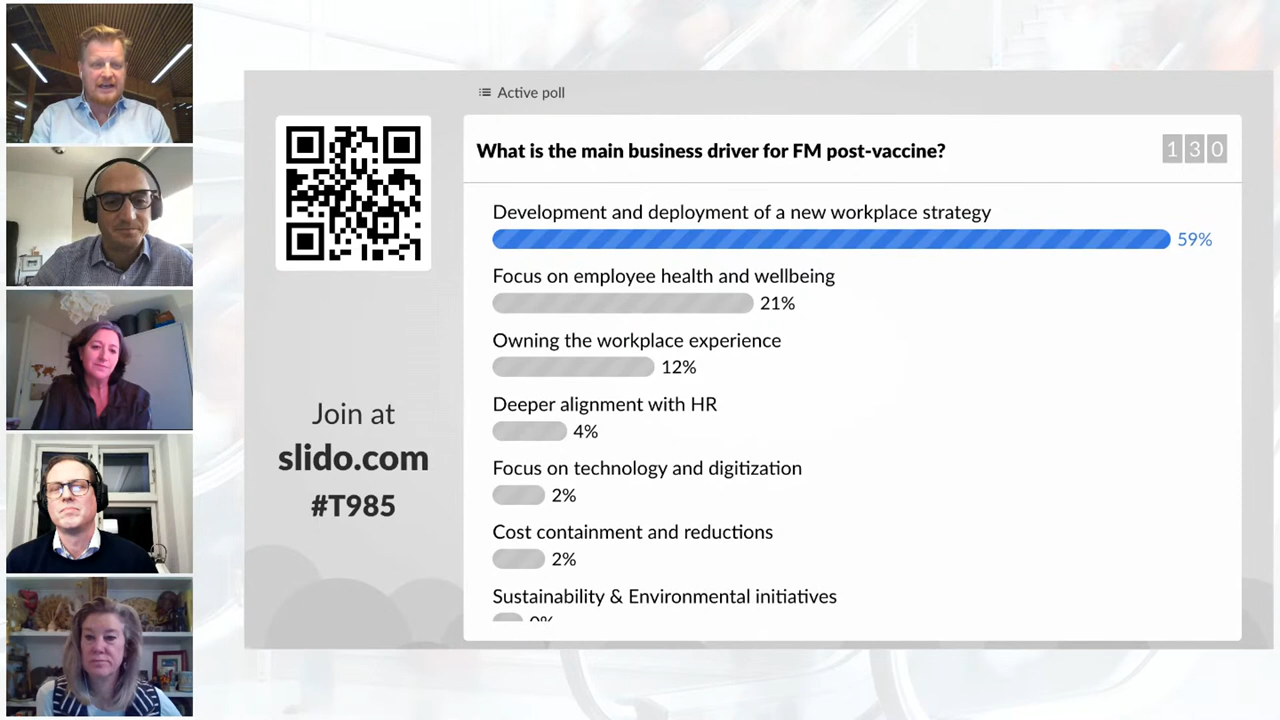 Active poll
What is the main business driver for FM post-vaccine?
130
Development and deployment of a new workplace strategy
59%
Focus on employee health and wellbeing
21%
Owning the workplace experience
12%
Deeper alignment with HR
4%
Focus on technology and digitization
2%
Cost containment and reductions
2%
Sustainability & Environmental initiatives
0%
Join at
slido.com
#T985